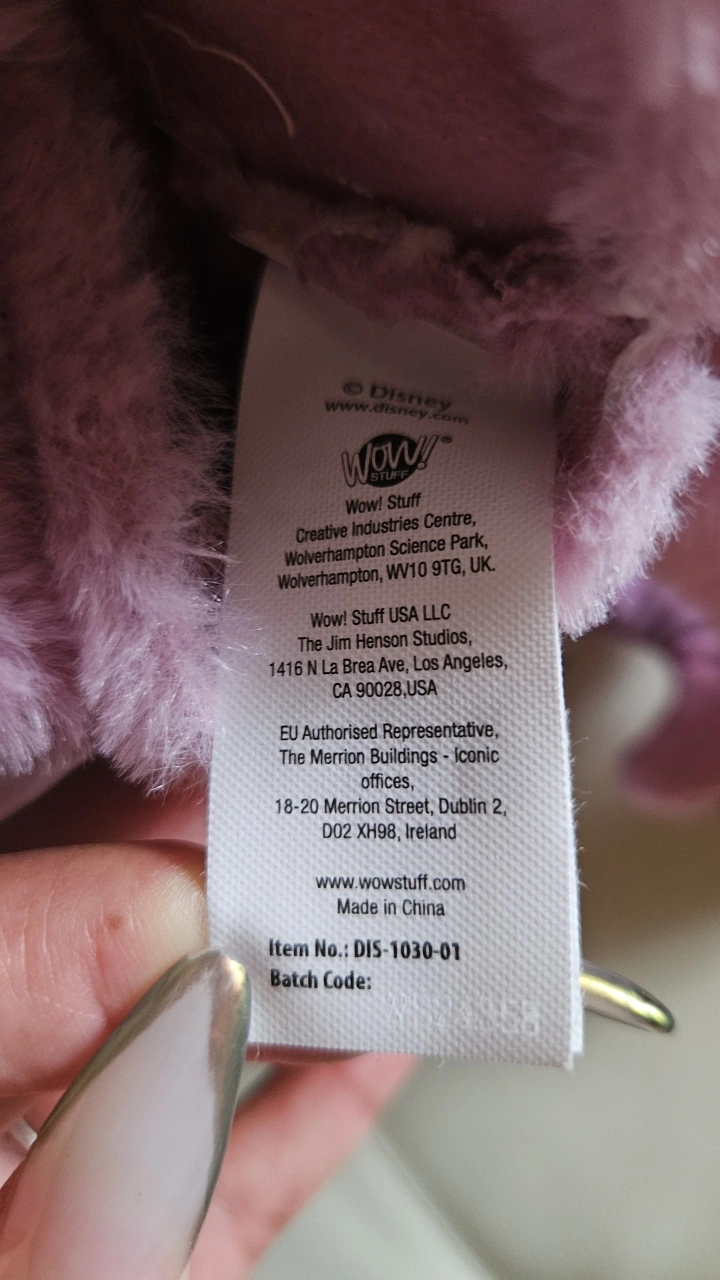 © Disney
www.disney.com
WOW!®
STUFF
Wow! Stuff
Creative Industries Centre,
Wolverhampton Science Park,
Wolverhampton, WV10 9TG, UK.
Wow! Stuff USA LLC
The Jim Henson Studios,
1416 N La Brea Ave, Los Angeles,
CA 90028,USA
EU Authorised Representative,
The Merrion Buildings - Iconic
offices,
18-20 Merrion Street, Dublin 2,
D02 XH98, Ireland
www.wowstuff.com
Made in China
Item No.: DIS-1030-01
Batch Code: